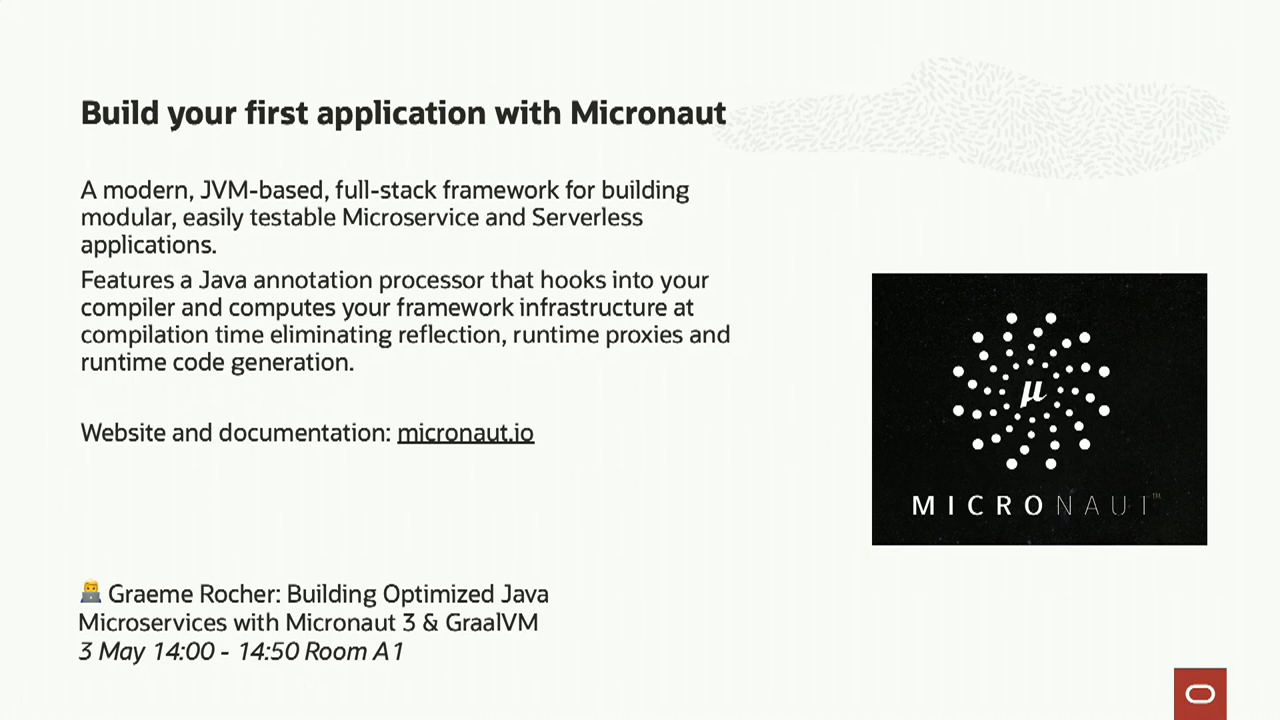 Build your first application with Micronaut
A modern, JVM-based, full-stack framework for building
modular, easily testable Microservice and Serverless
applications.
Features a Java annotation processor that hooks into your
compiler and computes your framework infrastructure at
compilation time eliminating reflection, runtime proxies and
runtime code generation.
Website and documentation: micronaut.io
μ
MICRONAUT™
👨‍💻 Graeme Rocher: Building Optimized Java
Microservices with Micronaut 3 & GraalVM
3 May 14:00 - 14:50 Room A1